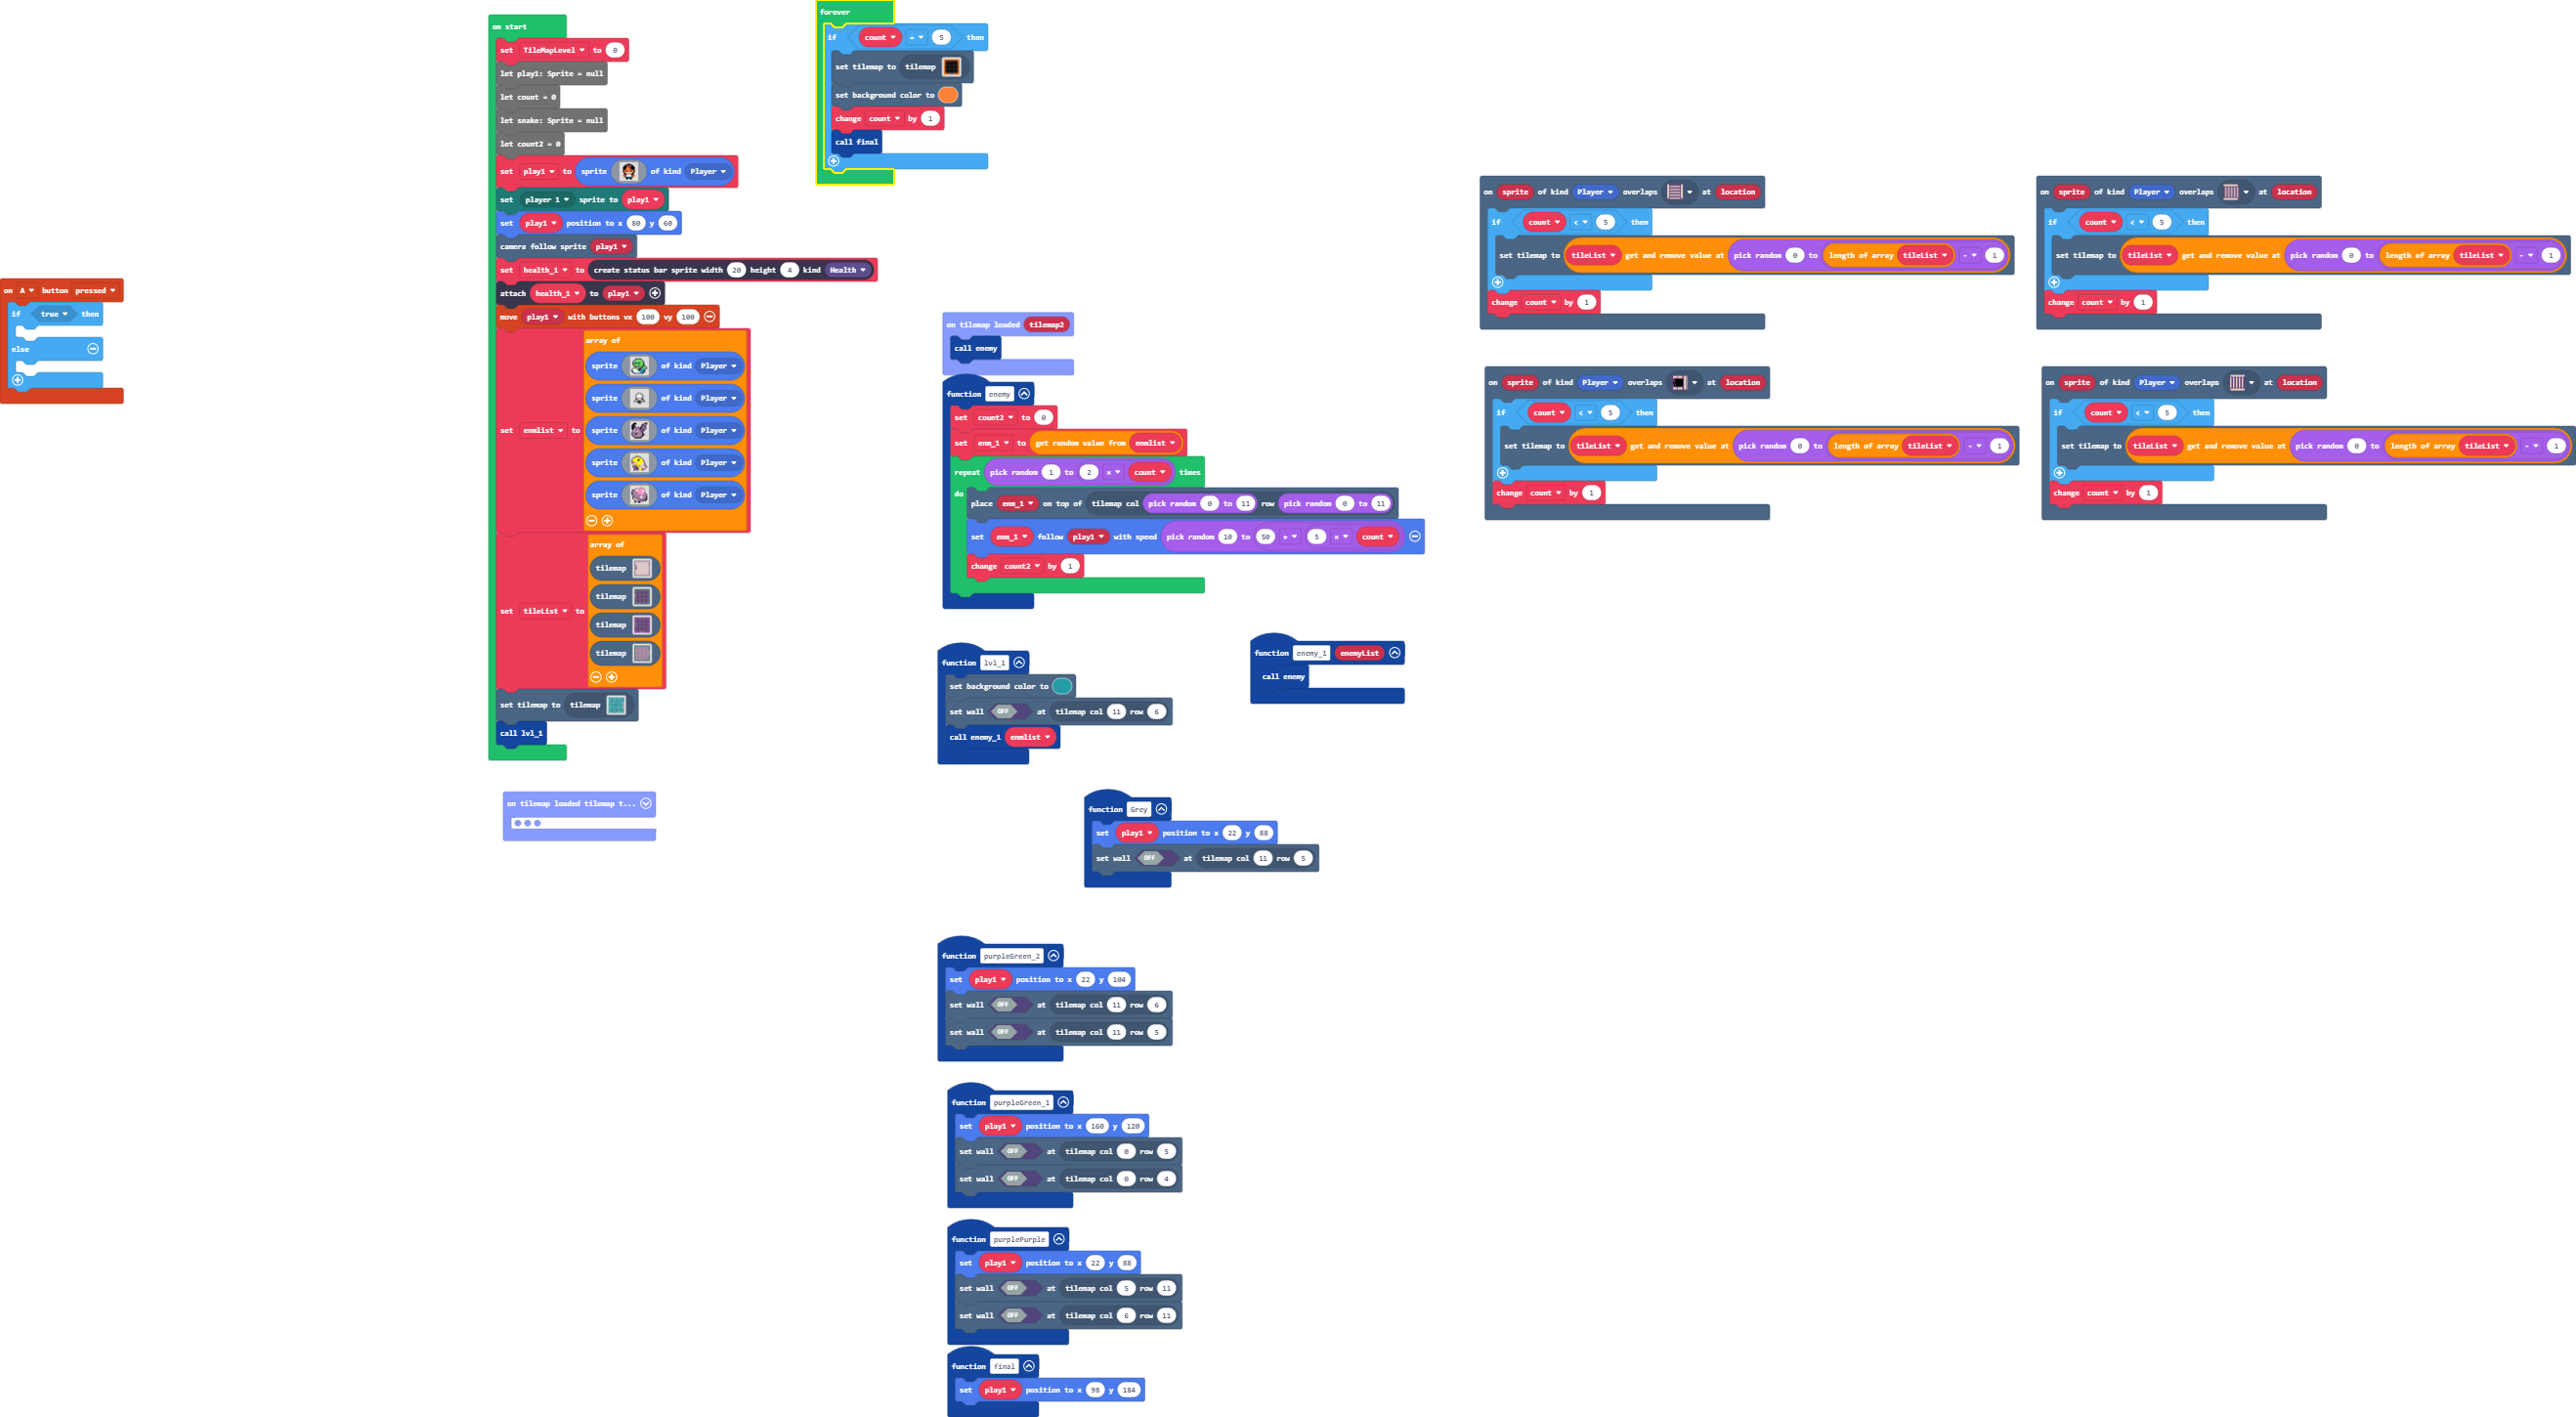 on A button pressed
if true then
else
on start
set TileMapLevel to 0
let play1: Sprite = null
let count = 0
let snake: Sprite = null
let count2 = 0
set play1 to sprite of kind Player
set player 1 sprite to play1
set play1 position to x 80 y 60
camera follow sprite play1
set health_1 to create status bar sprite width 20 height 4 kind Health
attach health_1 to play1
move play1 with buttons vx 100 vy 100
set enmlist to array of
sprite of kind Player
sprite of kind Player
sprite of kind Player
sprite of kind Player
sprite of kind Player
set tileList to array of
tilemap
tilemap
tilemap
tilemap
set tilemap to tilemap
call lvl_1
on tilemap loaded tilemap t...
forever
if count = 5 then
set tilemap to tilemap
set background color to
change count by 1
call final
on tilemap loaded tilemap2
call enemy
function enemy
set count2 to 0
set enm_1 to get random value from enmlist
repeat pick random 1 to 2 × count times
do
place enm_1 on top of tilemap col pick random 0 to 11 row pick random 0 to 11
set enm_1 follow play1 with speed pick random 10 to 50 + 5 × count
change count2 by 1
function lvl_1
set background color to
set wall OFF at tilemap col 11 row 6
call enemy_1 enmlist
function enemy_1 enemyList
call enemy
function Grey
set play1 position to x 22 y 88
set wall OFF at tilemap col 11 row 5
function purpleGreen_2
set play1 position to x 22 y 104
set wall OFF at tilemap col 11 row 6
set wall OFF at tilemap col 11 row 5
function purpleGreen_1
set play1 position to x 160 y 120
set wall OFF at tilemap col 0 row 5
set wall OFF at tilemap col 0 row 4
function purplePurple
set play1 position to x 22 y 88
set wall OFF at tilemap col 5 row 11
set wall OFF at tilemap col 6 row 11
function final
set play1 position to x 98 y 184
on sprite of kind Player overlaps at location
if count < 5 then
set tilemap to tileList get and remove value at pick random 0 to length of array tileList - 1
change count by 1
on sprite of kind Player overlaps at location
if count < 5 then
set tilemap to tileList get and remove value at pick random 0 to length of array tileList - 1
change count by 1
on sprite of kind Player overlaps at location
if count < 5 then
set tilemap to tileList get and remove value at pick random 0 to length of array tileList - 1
change count by 1
on sprite of kind Player overlaps at location
if count < 5 then
set tilemap to tileList get and remove value at pick random 0 to length of array tileList - 1
change count by 1